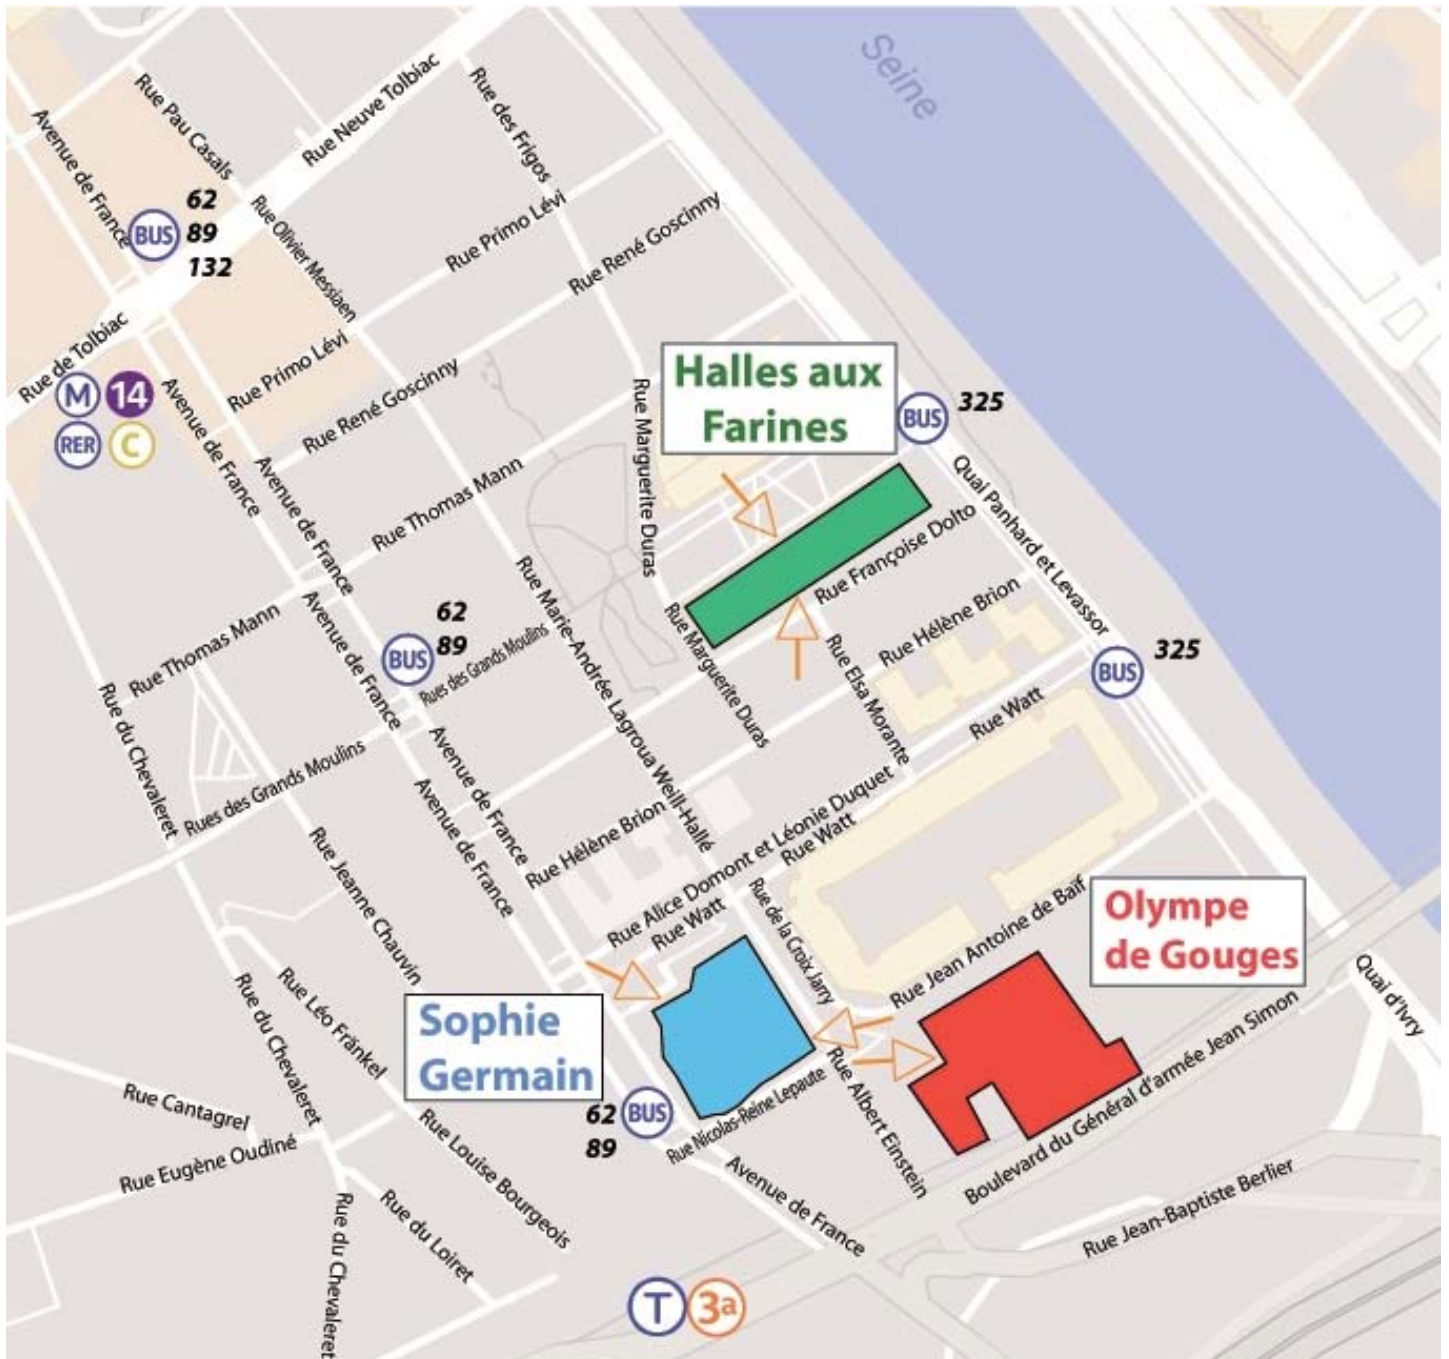 Seine
Rue Pau Casals
Rue Neuve Tolbiac
Rue des Frigos
Avenue de France
BUS
62
89
132
Rue Olivier Messiaen
Rue Primo Lévi
Rue René Goscinny
Rue de Tolbiac
Rue Primo Lévi
M
14
RER
C
Avenue de France
Rue René Goscinny
Rue Marguerite Duras
Halles aux
Farines
BUS
325
Avenue de France
Rue Thomas Mann
Quai Panhard et Levassor
Rue Françoise Dolto
Rue Marie-Andrée Lagroua Weill-Hallé
Rue Thomas Mann
Avenue de France
62
89
BUS
Rues des Grands Moulins
Rue Marguerite Duras
Rue Elsa Morante
Rue Hélène Brion
BUS
325
Rue du Chevaleret
Rues des Grands Moulins
Avenue de France
Avenue de France
Rue Watt
Rue Hélène Brion
Rue Alice Domont et Léonie Duquet
Rue Watt
Rue Jeanne Chauvin
Rue Watt
Rue de la Croix Jarry
Rue Jean Antoine de Baïf
Olympe
de Gouges
Rue du Chevaleret
Rue Léo Fränkel
Sophie
Germain
Quai d'Ivry
Boulevard du Général d'armée Jean Simon
Rue Cantagrel
Rue Eugène Oudiné
62
89
BUS
Rue Nicolas-Reine Lepaute
Rue Albert Einstein
Rue Louise Bourgeois
Avenue de France
Rue Jean-Baptiste Berlier
Rue du Chevaleret
Rue du Loiret
T
3a